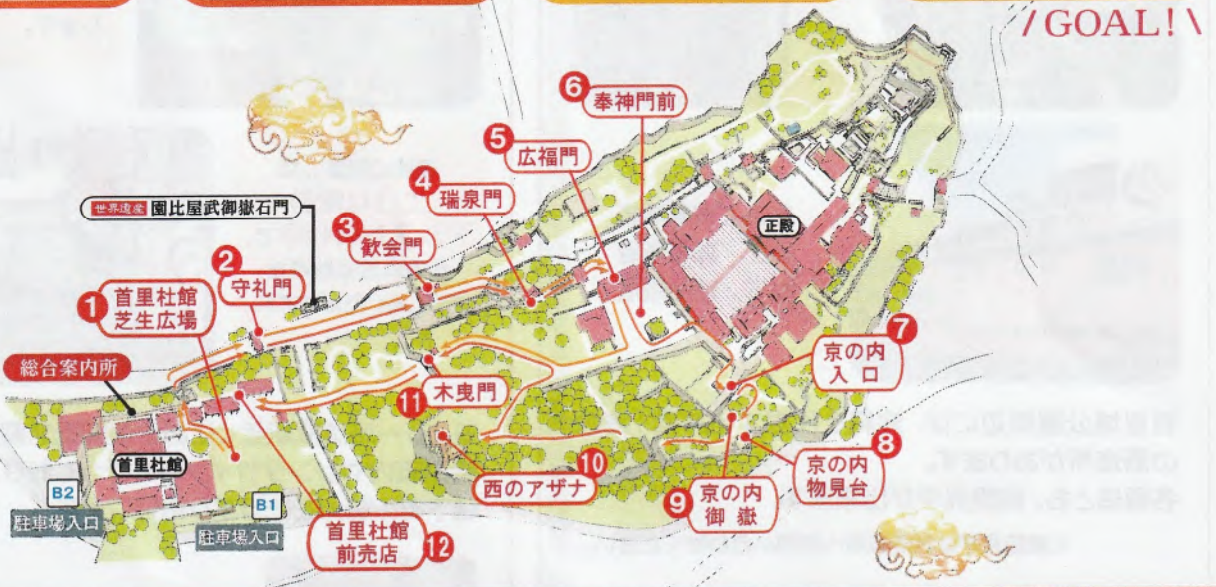 / GOAL! \
6 奉神門前
5 広福門
4 瑞泉門
世界遺産 園比屋武御嶽石門
3 歓会門
正殿
2 守礼門
1 首里杜館
芝生広場
総合案内所
7 京の内
入口
11 木曳門
首里杜館
8 京の内
物見台
10 西のアザナ
9 京の内
御嶽
B2
駐車場入口
B1
駐車場入口
12 首里杜館
前売店